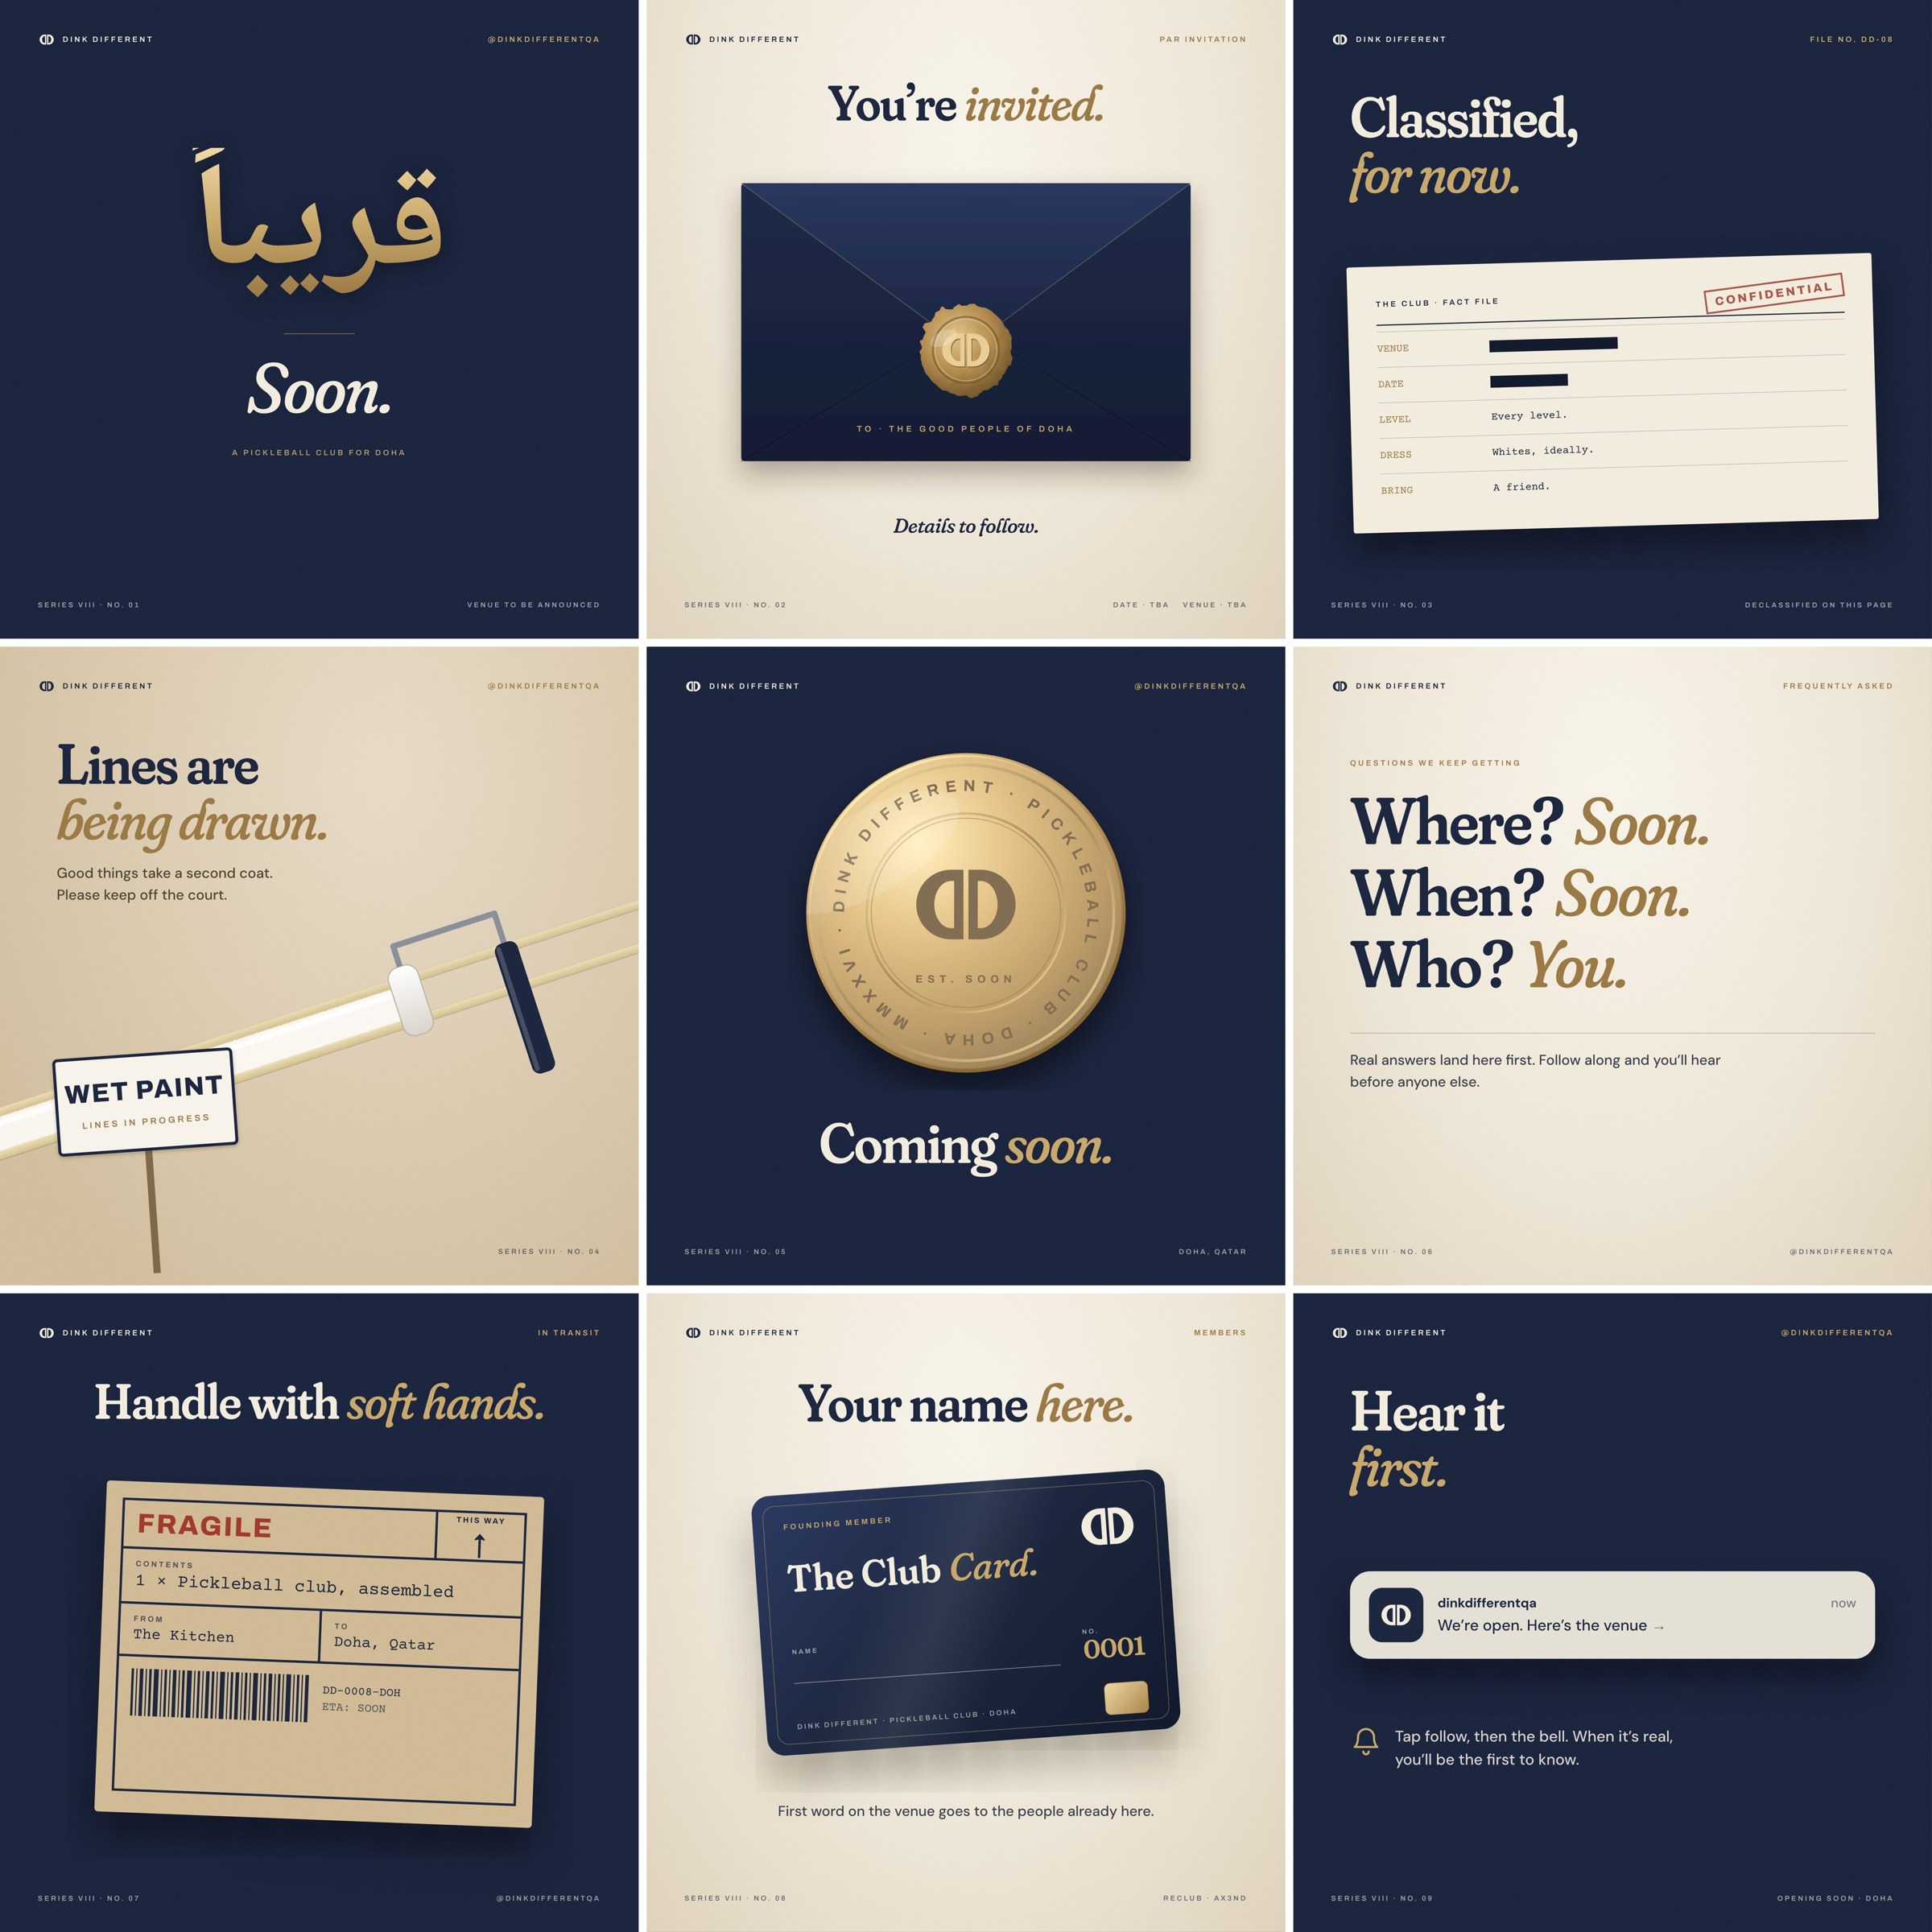 DINK DIFFERENT
@DINKDIFFERENTQA
قريباً
Soon.
A PICKLEBALL CLUB FOR DOHA
SERIES VIII · NO. 01
VENUE TO BE ANNOUNCED
DINK DIFFERENT
PAR INVITATION
You’re invited.
TO · THE GOOD PEOPLE OF DOHA
Details to follow.
SERIES VIII · NO. 02
DATE · TBA VENUE · TBA
DINK DIFFERENT
FILE NO. DD-08
Classified,
for now.
THE CLUB · FACT FILE
CONFIDENTIAL
VENUE
DATE
LEVEL Every level.
DRESS Whites, ideally.
BRING A friend.
SERIES VIII · NO. 03
DECLASSIFIED ON THIS PAGE
DINK DIFFERENT
@DINKDIFFERENTQA
Lines are
being drawn.
Good things take a second coat.
Please keep off the court.
WET PAINT
LINES IN PROGRESS
SERIES VIII · NO. 04
DINK DIFFERENT
@DINKDIFFERENTQA
DINK DIFFERENT · PICKLEBALL CLUB · DOHA · MMXXVI ·
EST. SOON
Coming soon.
SERIES VIII · NO. 05
DOHA, QATAR
DINK DIFFERENT
FREQUENTLY ASKED
QUESTIONS WE KEEP GETTING
Where? Soon.
When? Soon.
Who? You.
Real answers land here first. Follow along and you’ll hear
before anyone else.
SERIES VIII · NO. 06
@DINKDIFFERENTQA
DINK DIFFERENT
IN TRANSIT
Handle with soft hands.
FRAGILE
THIS WAY
↑
CONTENTS
1 × Pickleball club, assembled
FROM
The Kitchen
TO
Doha, Qatar
DD-0008-DOH
ETA: SOON
SERIES VIII · NO. 07
@DINKDIFFERENTQA
DINK DIFFERENT
MEMBERS
Your name here.
FOUNDING MEMBER
The Club Card.
NAME
NO.
0001
DINK DIFFERENT · PICKLEBALL CLUB · DOHA
First word on the venue goes to the people already here.
SERIES VIII · NO. 08
RECLUB · AX3ND
DINK DIFFERENT
@DINKDIFFERENTQA
Hear it
first.
dinkdifferentqa
now
We’re open. Here’s the venue →
Tap follow, then the bell. When it’s real,
you’ll be the first to know.
SERIES VIII · NO. 09
OPENING SOON · DOHA